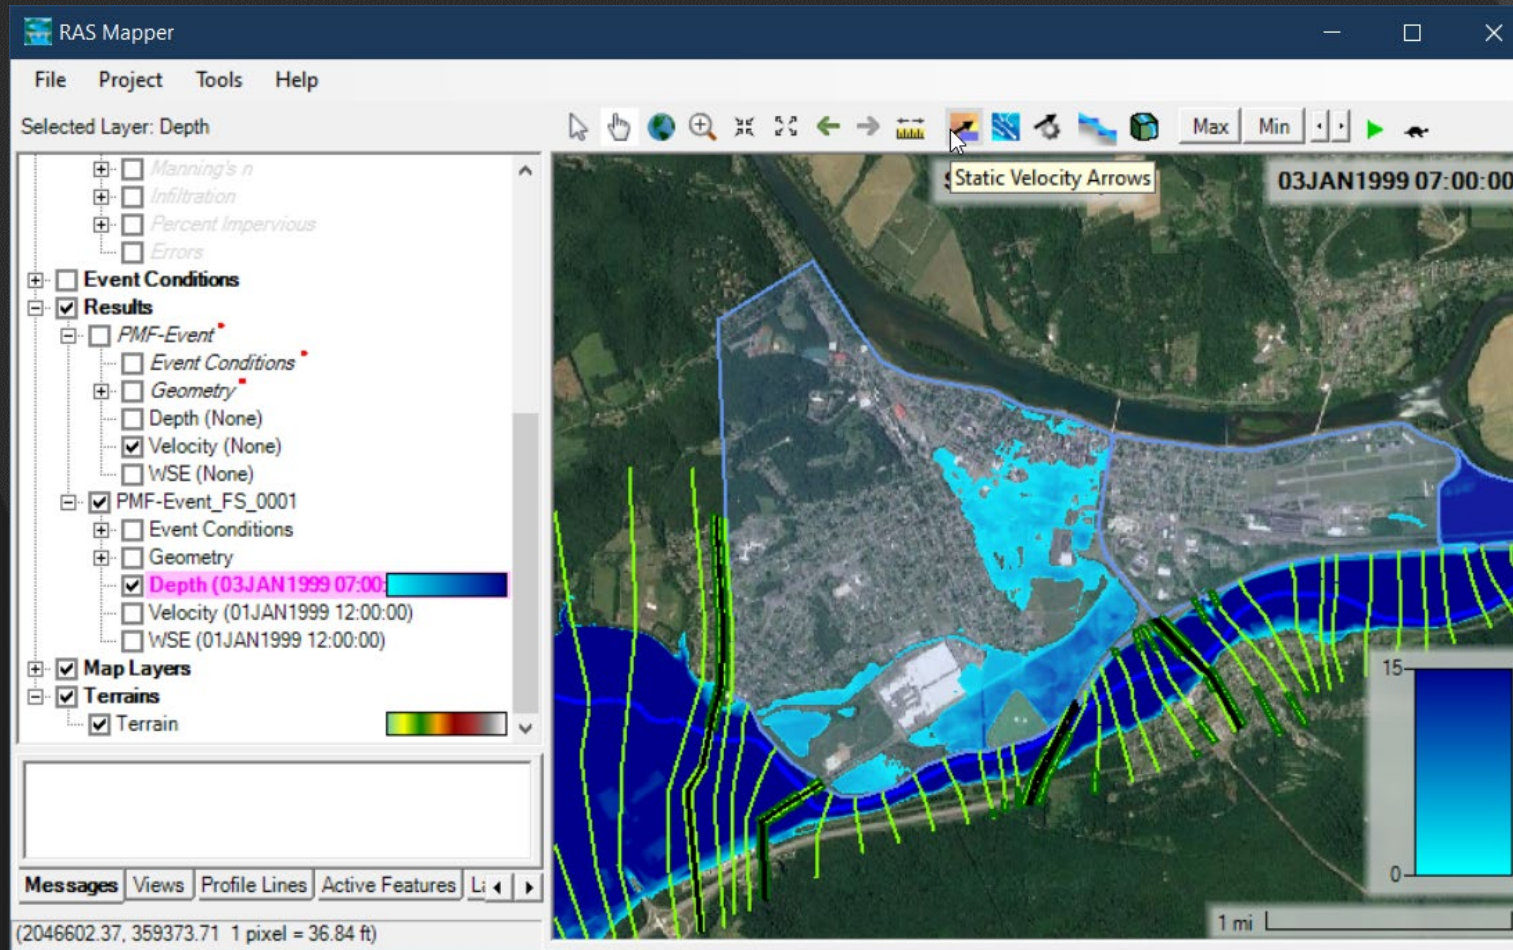 RAS Mapper
File Project Tools Help
Selected Layer: Depth
Max Min
Static Velocity Arrows
03JAN1999 07:00:00
Manning's n
Infiltration
Percent Impervious
Errors
Event Conditions
Results
PMF-Event
Event Conditions
Geometry
Depth (None)
Velocity (None)
WSE (None)
PMF-Event_FS_0001
Event Conditions
Geometry
Depth (03JAN1999 07:00:
Velocity (01JAN1999 12:00:00)
WSE (01JAN1999 12:00:00)
Map Layers
Terrains
Terrain
15
0
1 mi
Messages Views Profile Lines Active Features
(2046602.37, 359373.71 1 pixel = 36.84 ft)